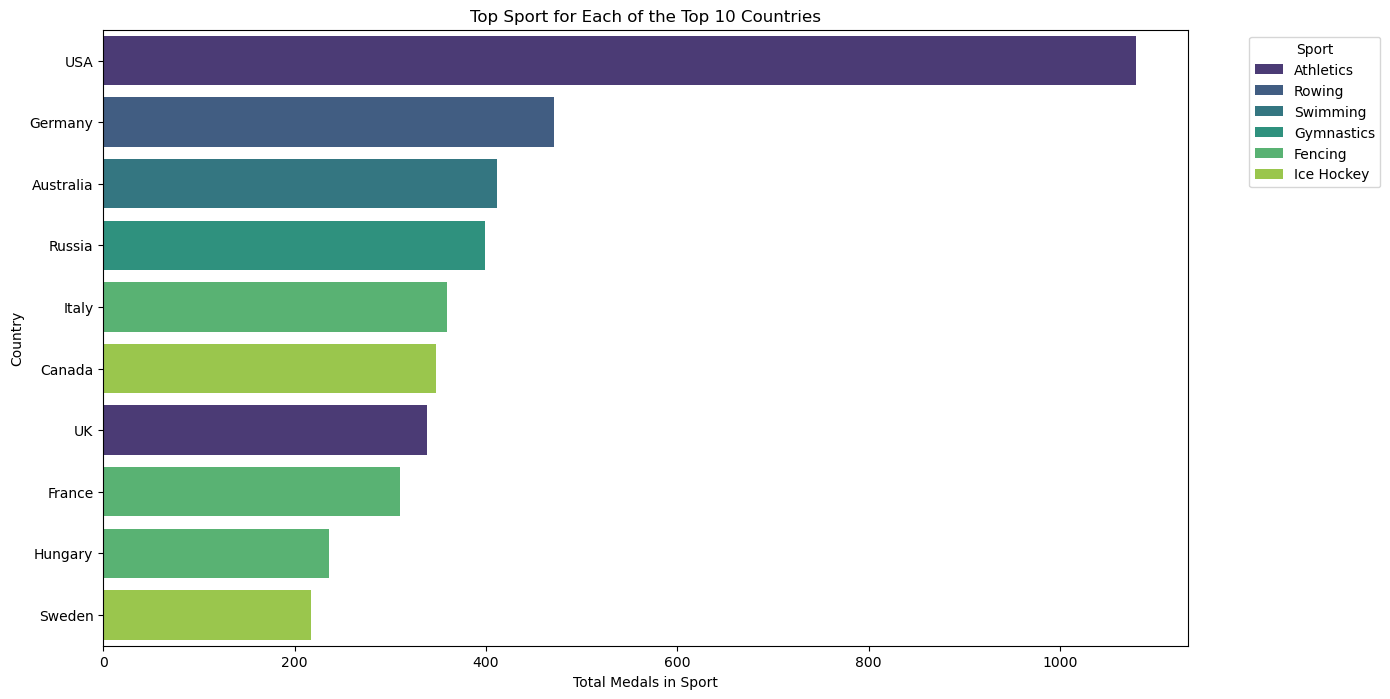 Top Sport for Each of the Top 10 Countries
USA
Germany
Australia
Russia
Italy
Canada
UK
France
Hungary
Sweden
Country
0 200 400 600 800 1000
Total Medals in Sport
Sport
Athletics
Rowing
Swimming
Gymnastics
Fencing
Ice Hockey